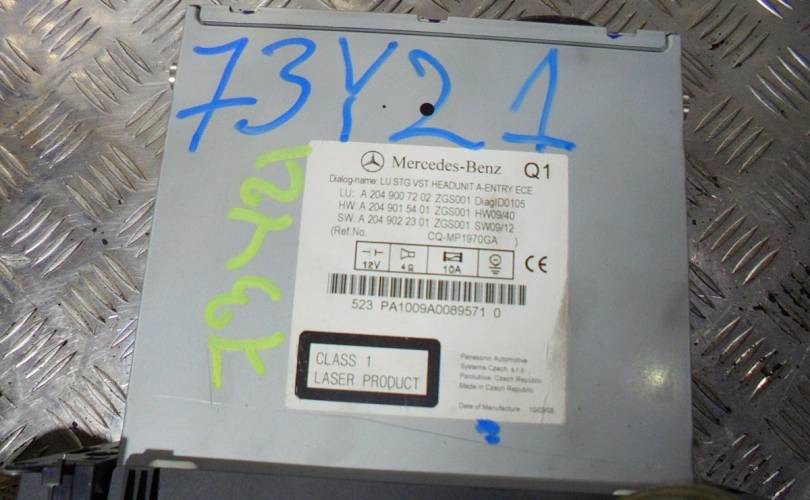 73Y21
73Y21
Mercedes-Benz Q1
Dialog-name: LU STG VST HEADUNIT A-ENTRY ECE
LU: A 204 900 72 02 ZGS001 DiagID0105
HW: A 204 901 54 01 ZGS001 HW09/40
SW: A 204 902 23 01 ZGS001 SW09/12
(Ref.No. CQ-MP1970GA )
12V 4Ω 10A
CE
523 PA1009A0089571 0
CLASS 1
LASER PRODUCT
Panasonic Automotive
Systems Czech, s.r.o.
Pardubice, Czech Republic
Made in Czech Republic
Date of Manufacture